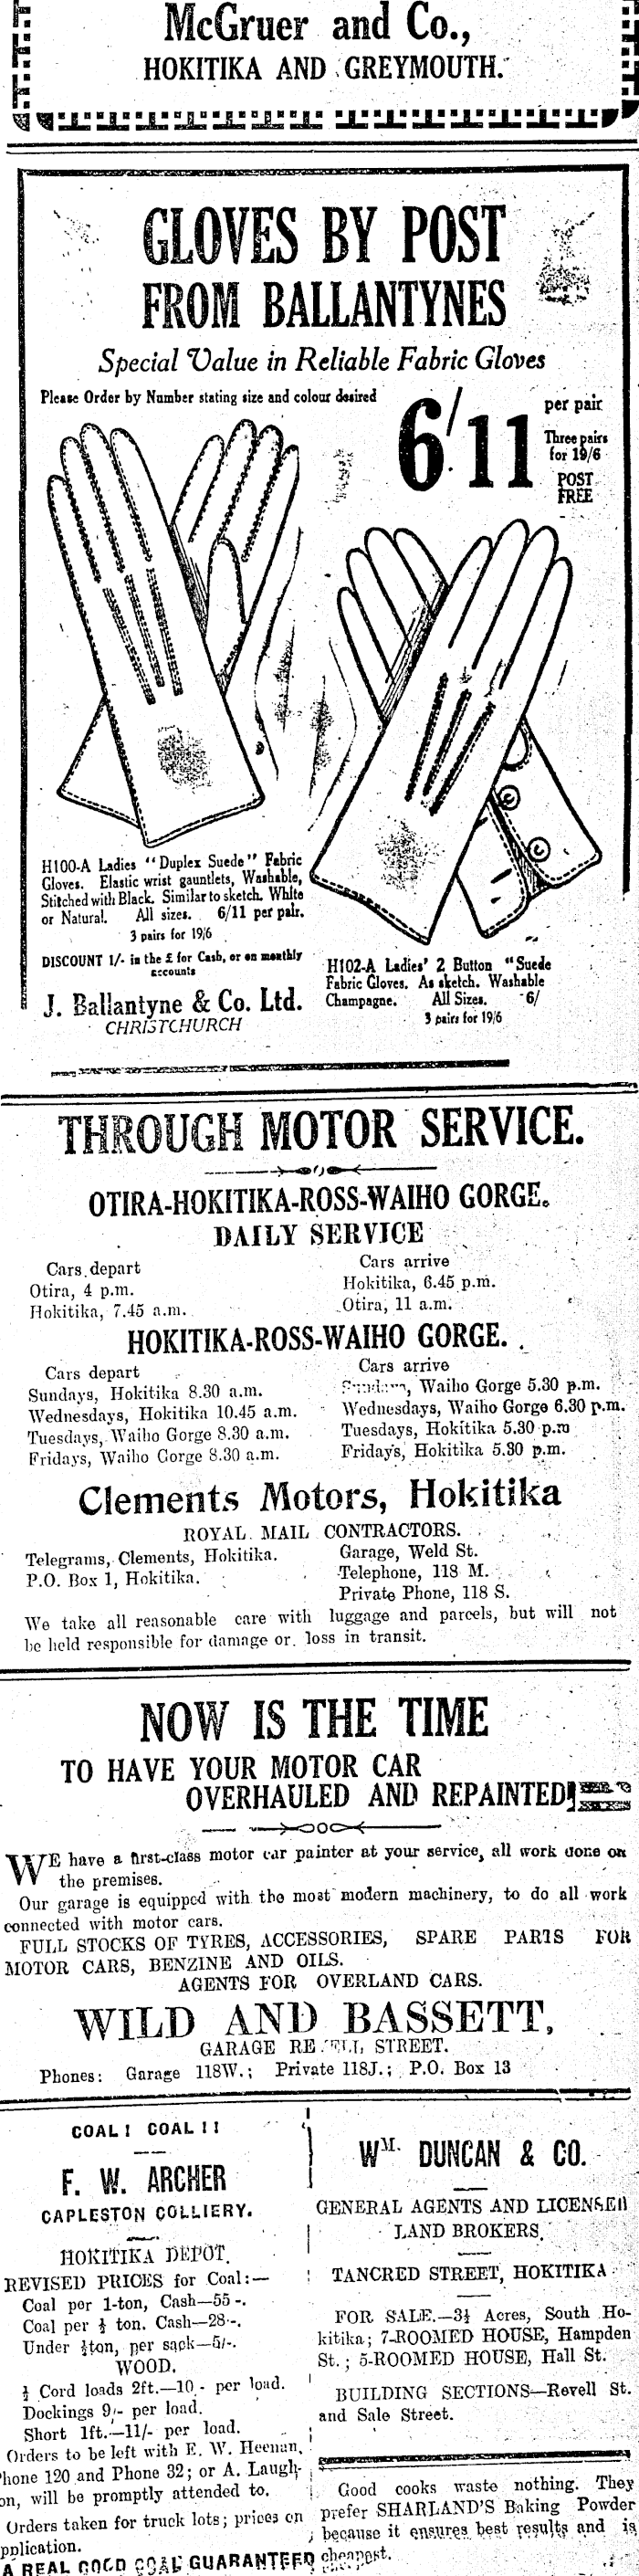 McGruer and Co.,
HOKITIKA AND GREYMOUTH.
GLOVES BY POST
FROM BALLANTYNES
Special Value in Reliable Fabric Gloves
Please Order by Number stating size and colour desired
6/11
per pair
Three pairs
for 19/6
POST
FREE
H100-A Ladies "Duplex Suede" Fabric
Gloves. Elastic wrist gauntlets, Washable,
Stitched with Black. Similar to sketch. White
or Natural. All sizes. 6/11 per pair.
3 pairs for 19/6
DISCOUNT 1/- in the £ for Cash, or on monthly
accounts
J. Ballantyne & Co. Ltd.
CHRISTCHURCH
H102-A Ladies' 2 Button "Suede
Fabric Gloves. As sketch. Washable
Champagne. All Sizes. 6/
3 pairs for 19/6
THROUGH MOTOR SERVICE.
OTIRA-HOKITIKA-ROSS-WAIHO GORGE.
DAILY SERVICE
Cars depart
Otira, 4 p.m.
Hokitika, 7.45 a.m.
Cars arrive
Hokitika, 6.45 p.m.
Otira, 11 a.m.
HOKITIKA-ROSS-WAIHO GORGE.
Cars depart
Sundays, Hokitika 8.30 a.m.
Wednesdays, Hokitika 10.45 a.m.
Tuesdays, Waiho Gorge 8.30 a.m.
Fridays, Waiho Gorge 8.30 a.m.
Cars arrive
Sundays, Waiho Gorge 5.30 p.m.
Wednesdays, Waiho Gorge 6.30 p.m.
Tuesdays, Hokitika 5.30 p.m
Fridays, Hokitika 5.30 p.m.
Clements Motors, Hokitika
ROYAL MAIL CONTRACTORS.
Telegrams, Clements, Hokitika.
P.O. Box 1, Hokitika.
Garage, Weld St.
Telephone, 118 M.
Private Phone, 118 S.
We take all reasonable care with luggage and parcels, but will not
be held responsible for damage or loss in transit.
NOW IS THE TIME
TO HAVE YOUR MOTOR CAR
OVERHAULED AND REPAINTED!
WE have a first-class motor car painter at your service, all work done on
the premises.
Our garage is equipped with the most modern machinery, to do all work
connected with motor cars.
FULL STOCKS OF TYRES, ACCESSORIES, SPARE PARTS FOR
MOTOR CARS, BENZINE AND OILS.
AGENTS FOR OVERLAND CARS.
WILD AND BASSETT,
GARAGE REVELL STREET.
Phones: Garage 118W.; Private 118J.; P.O. Box 13
COAL! COAL!!
F. W. ARCHER
CAPLESTON COLLIERY.
HOKITIKA DEPOT.
REVISED PRICES for Coal:—
Coal per 1-ton, Cash—55-.
Coal per ½ ton. Cash—28-.
Under ½ton, per sack—5/-.
WOOD.
½ Cord loads 2ft.—10 - per load.
Dockings 9/- per load.
Short 1ft.—11/- per load.
Orders to be left with E. W. Heenan,
Phone 120 and Phone 32; or A. Laugh-
on, will be promptly attended to.
Orders taken for truck lots; prices on
pplication.
A REAL GOOD COAL GUARANTEED
WM. DUNCAN & CO.
GENERAL AGENTS AND LICENSED
LAND BROKERS,
TANCRED STREET, HOKITIKA
FOR SALE.—3½ Acres, South Ho-
kitika; 7-ROOMED HOUSE, Hampden
St.; 5-ROOMED HOUSE, Hall St.
BUILDING SECTIONS—Revell St.
and Sale Street.
Good cooks waste nothing. They
prefer SHARLAND'S Baking Powder
because it ensures best results and is
cheapest.